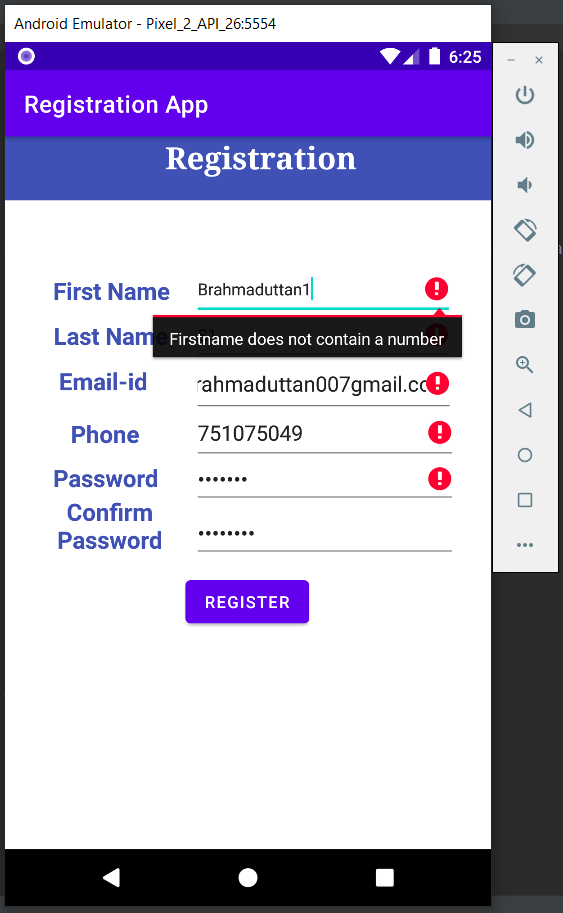 Android Emulator - Pixel_2_API_26:5554
6:25
Registration App
Registration
First Name
Brahmaduttan1
Last Name
Firstname does not contain a number
Email-id
rahmaduttan007gmail.co
Phone
751075049
Password
•••••••
Confirm
Password
••••••••
REGISTER